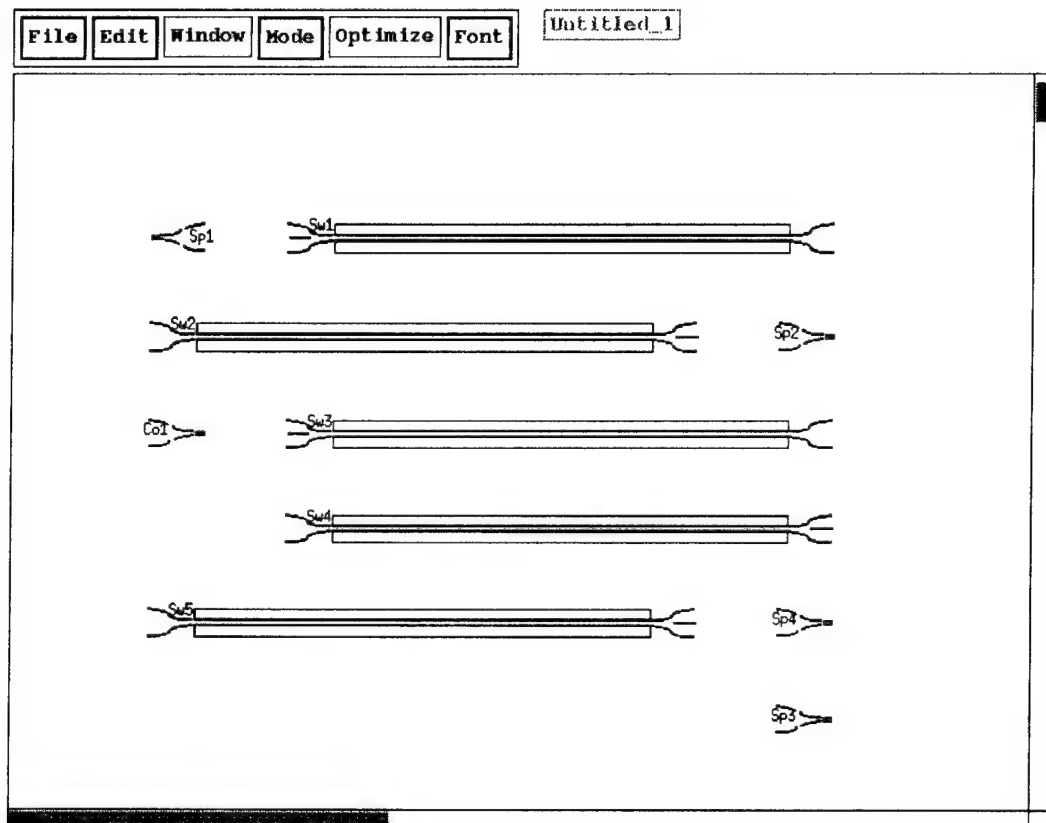 File Edit Window Mode Optimize Font Untitled_1
Sp1 Sw1
Sw2 Sp2
Co1 Sw3
Sw4
Sw5 Sp4
Sp3